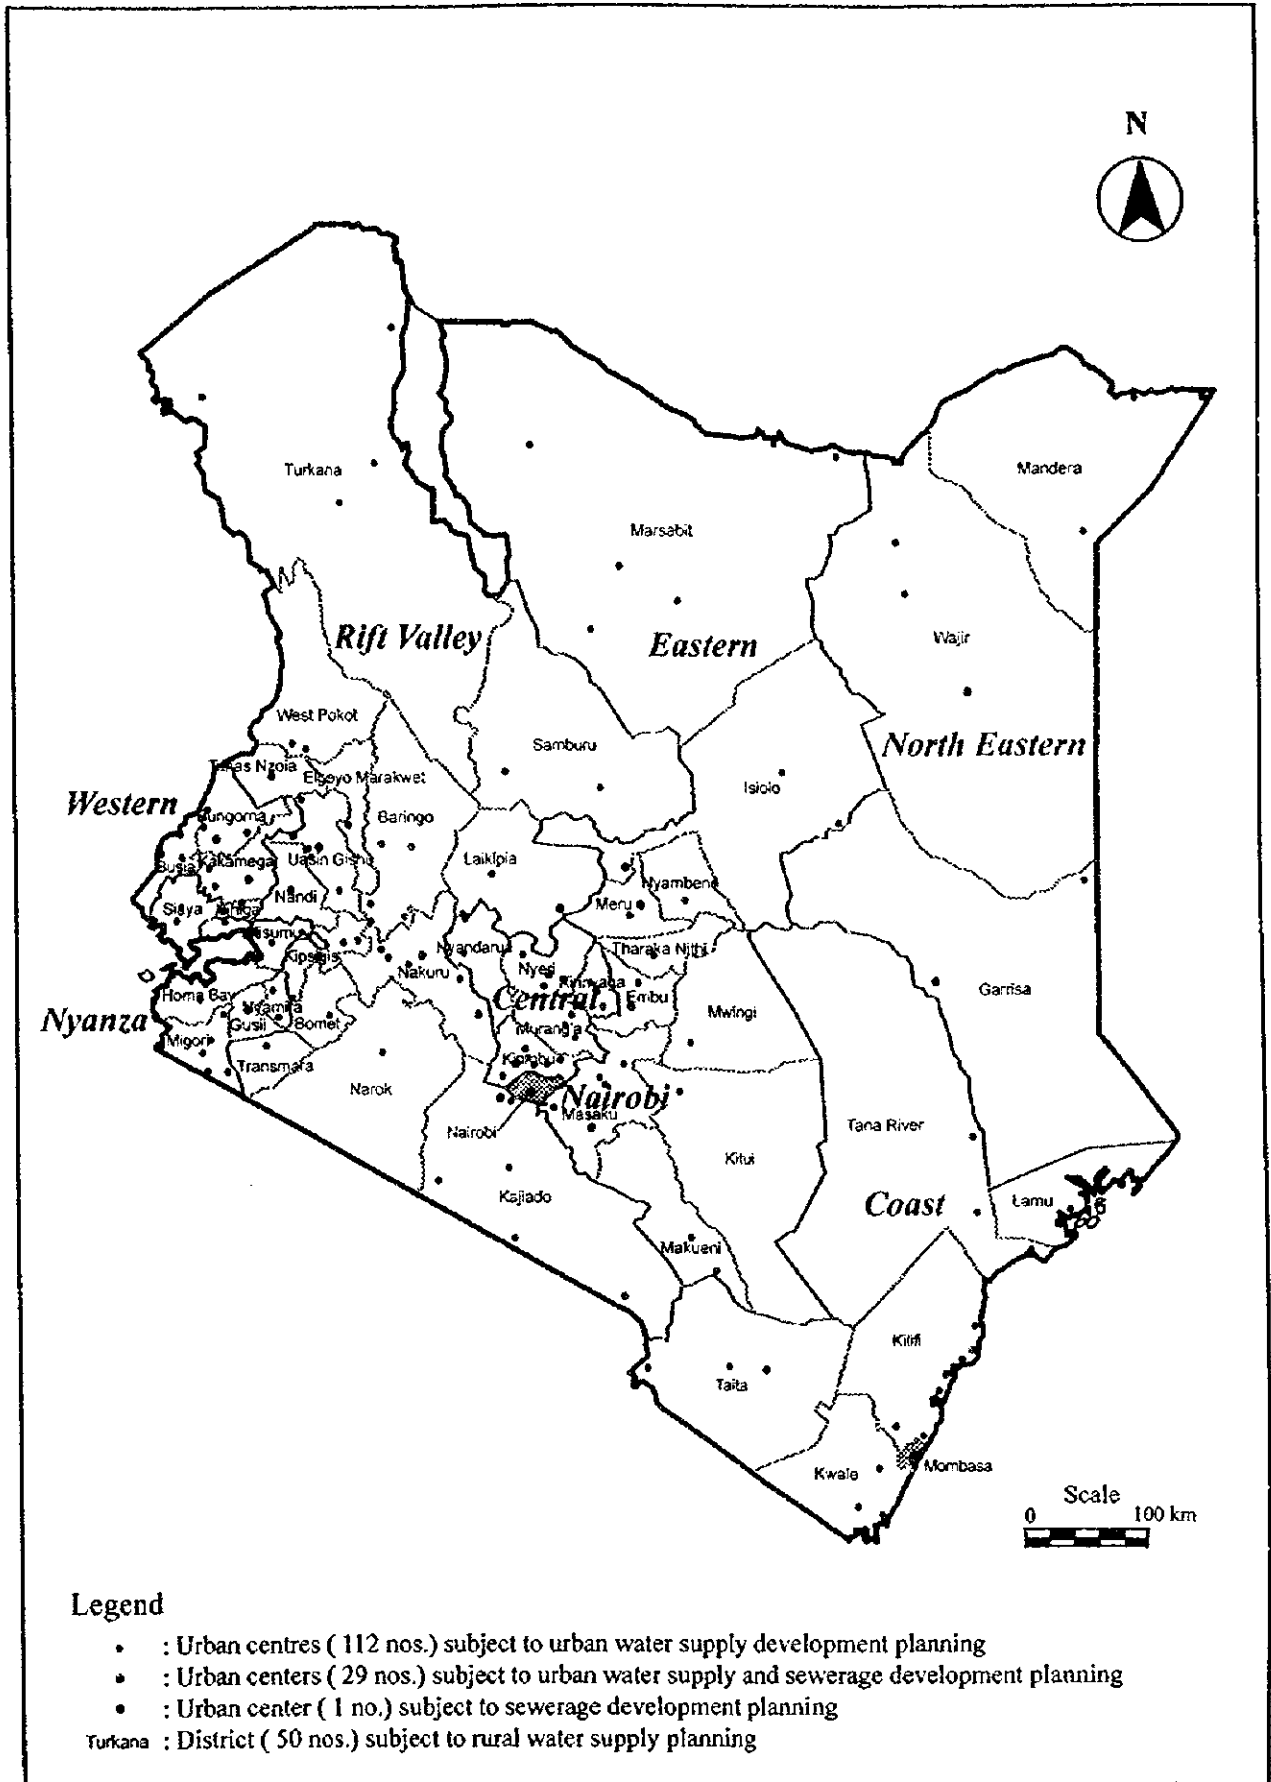 N
Turkana
Mandera
Marsabit
Rift Valley
Eastern
Wajir
West Pokot
North Eastern
Samburu
Trans Nzoia
Elgeyo Marakwet
Isiolo
Western
Bungoma
Baringo
Busia
Kakamega
Uasin Gishu
Laikipia
Nyambene
Nandi
Siaya
Meru
Kisumu
Kipsigis
Nyandarua
Tharaka Nithi
Nakuru
Nyeri
Kirinyaga
Homa Bay
Central
Embu
Garrisa
Nyamira
Nyanza
Gusii
Bomet
Mwingi
Migori
Murang'a
Transmara
Kiambu
Narok
Nairobi
Masaku
Nairobi
Tana River
Kitui
Kajiado
Coast
Lamu
Makueni
Kilifi
Taita
Kwale
Mombasa
Scale
0 100 km
Legend
: Urban centres ( 112 nos.) subject to urban water supply development planning
: Urban centers ( 29 nos.) subject to urban water supply and sewerage development planning
: Urban center ( 1 no.) subject to sewerage development planning
Turkana : District ( 50 nos.) subject to rural water supply planning